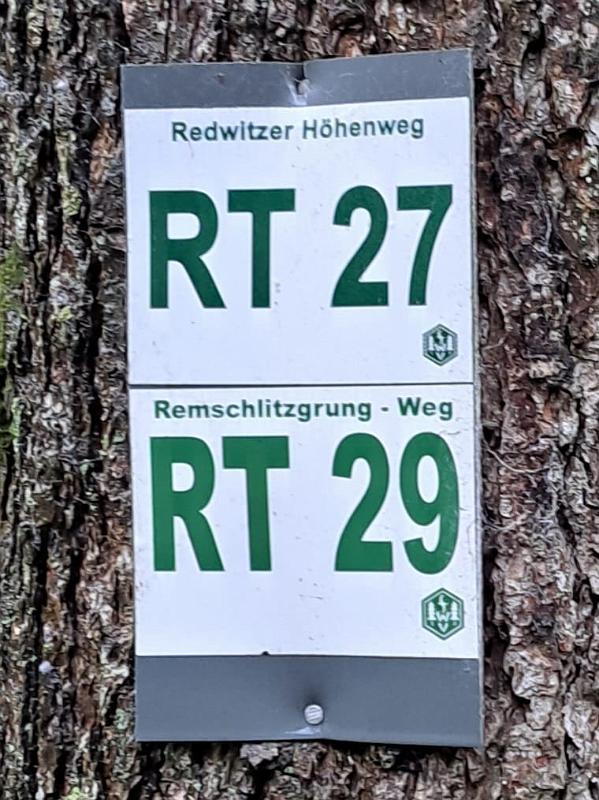 Redwitzer Höhenweg
RT 27
Remschlitzgrung - Weg
RT 29